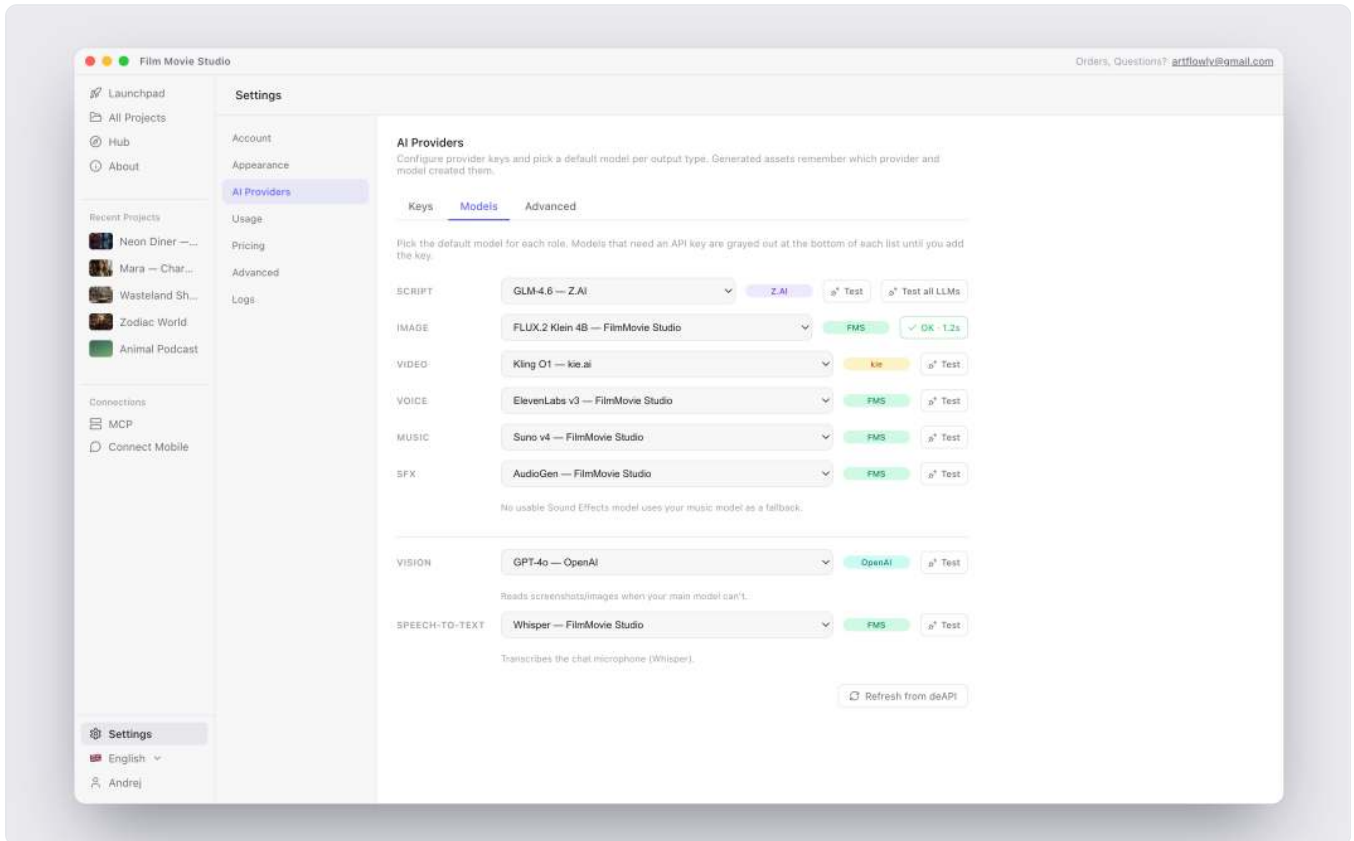 Film Movie Studio
Orders, Questions? artflowly@gmail.com
Launchpad
All Projects
Hub
About
Recent Projects
Neon Diner —...
Mara — Char...
Wasteland Sh...
Zodiac World
Animal Podcast
Connections
MCP
Connect Mobile
Settings
English
Andrej
Settings
Account
Appearance
AI Providers
Usage
Pricing
Advanced
Logs
AI Providers
Configure provider keys and pick a default model per output type. Generated assets remember which provider and
model created them.
Keys Models Advanced
Pick the default model for each role. Models that need an API key are grayed out at the bottom of each list until you add
the key.
SCRIPT GLM-4.6 — Z.AI Z.AI Test Test all LLMs
IMAGE FLUX.2 Klein 4B — FilmMovie Studio FMS OK · 1.2s
VIDEO Kling O1 — kie.ai kie Test
VOICE ElevenLabs v3 — FilmMovie Studio FMS Test
MUSIC Suno v4 — FilmMovie Studio FMS Test
SFX AudioGen — FilmMovie Studio FMS Test
No usable Sound Effects model uses your music model as a fallback.
VISION GPT-4o — OpenAI OpenAI Test
Reads screenshots/images when your main model can't.
SPEECH-TO-TEXT Whisper — FilmMovie Studio FMS Test
Transcribes the chat microphone (Whisper).
Refresh from deAPI